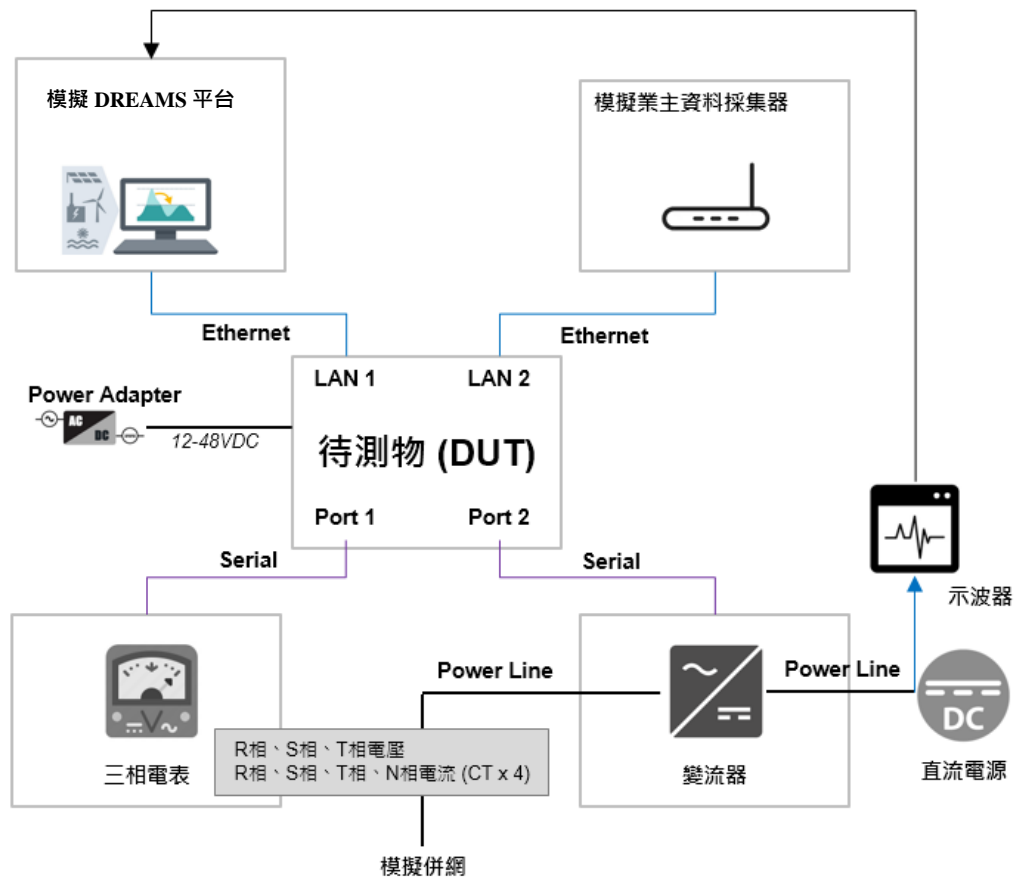 模擬 DREAMS 平台
模擬業主資料採集器
Ethernet
Ethernet
LAN 1
LAN 2
Power Adapter
AC
DC
12-48VDC
待測物 (DUT)
Port 1
Port 2
Serial
Serial
示波器
Power Line
Power Line
DC
R相、S相、T相電壓
R相、S相、T相、N相電流 (CT x 4)
三相電表
變流器
直流電源
模擬併網